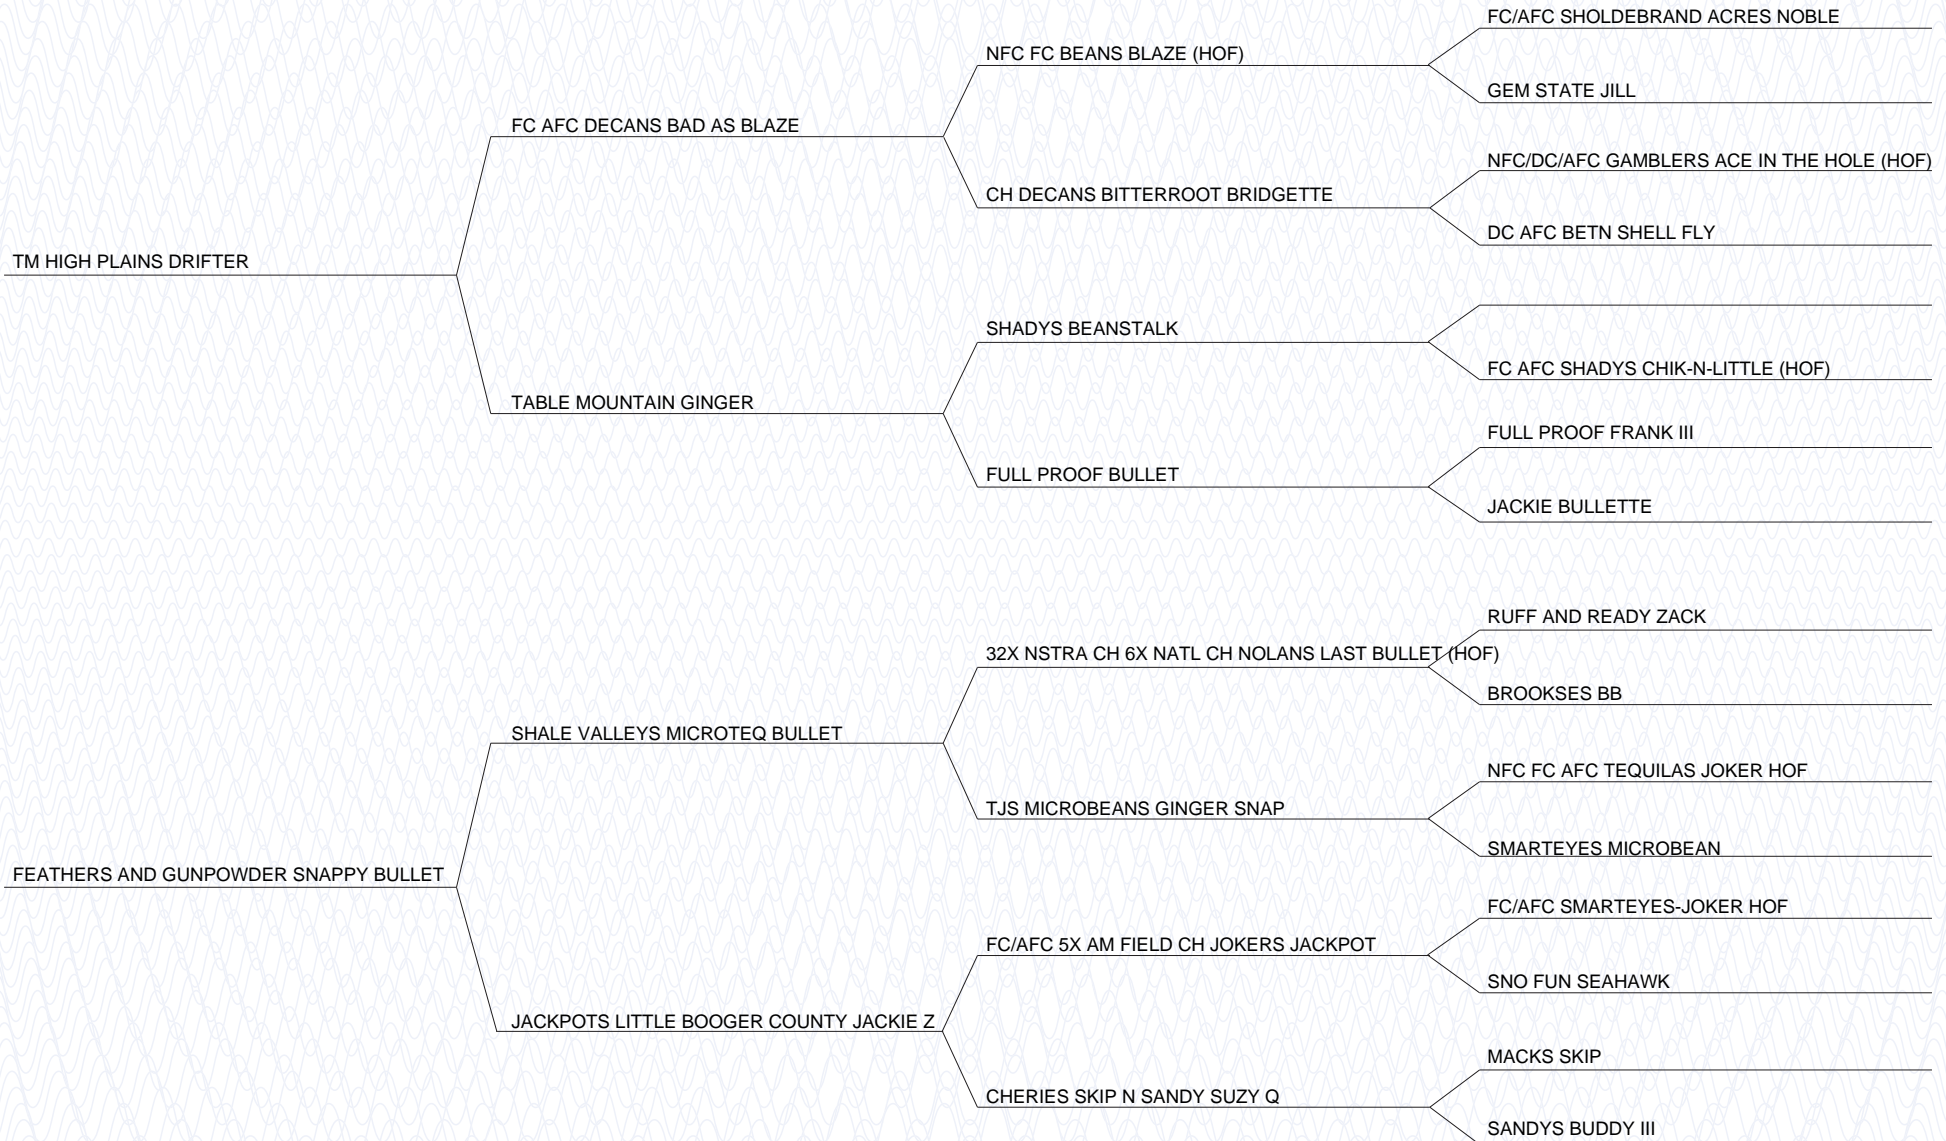 FC/AFC SHOLDEBRAND ACRES NOBLE
NFC FC BEANS BLAZE (HOF)
GEM STATE JILL
FC AFC DECANS BAD AS BLAZE
NFC/DC/AFC GAMBLERS ACE IN THE HOLE (HOF)
CH DECANS BITTERROOT BRIDGETTE
DC AFC BETN SHELL FLY
TM HIGH PLAINS DRIFTER
SHADYS BEANSTALK
FC AFC SHADYS CHIK-N-LITTLE (HOF)
TABLE MOUNTAIN GINGER
FULL PROOF FRANK III
FULL PROOF BULLET
JACKIE BULLETTE
RUFF AND READY ZACK
32X NSTRA CH 6X NATL CH NOLANS LAST BULLET (HOF)
BROOKSES BB
SHALE VALLEYS MICROTEQ BULLET
NFC FC AFC TEQUILAS JOKER HOF
TJS MICROBEANS GINGER SNAP
SMARTEYES MICROBEAN
FEATHERS AND GUNPOWDER SNAPPY BULLET
FC/AFC SMARTEYES-JOKER HOF
FC/AFC 5X AM FIELD CH JOKERS JACKPOT
SNO FUN SEAHAWK
JACKPOTS LITTLE BOOGER COUNTY JACKIE Z
MACKS SKIP
CHERIES SKIP N SANDY SUZY Q
SANDYS BUDDY III